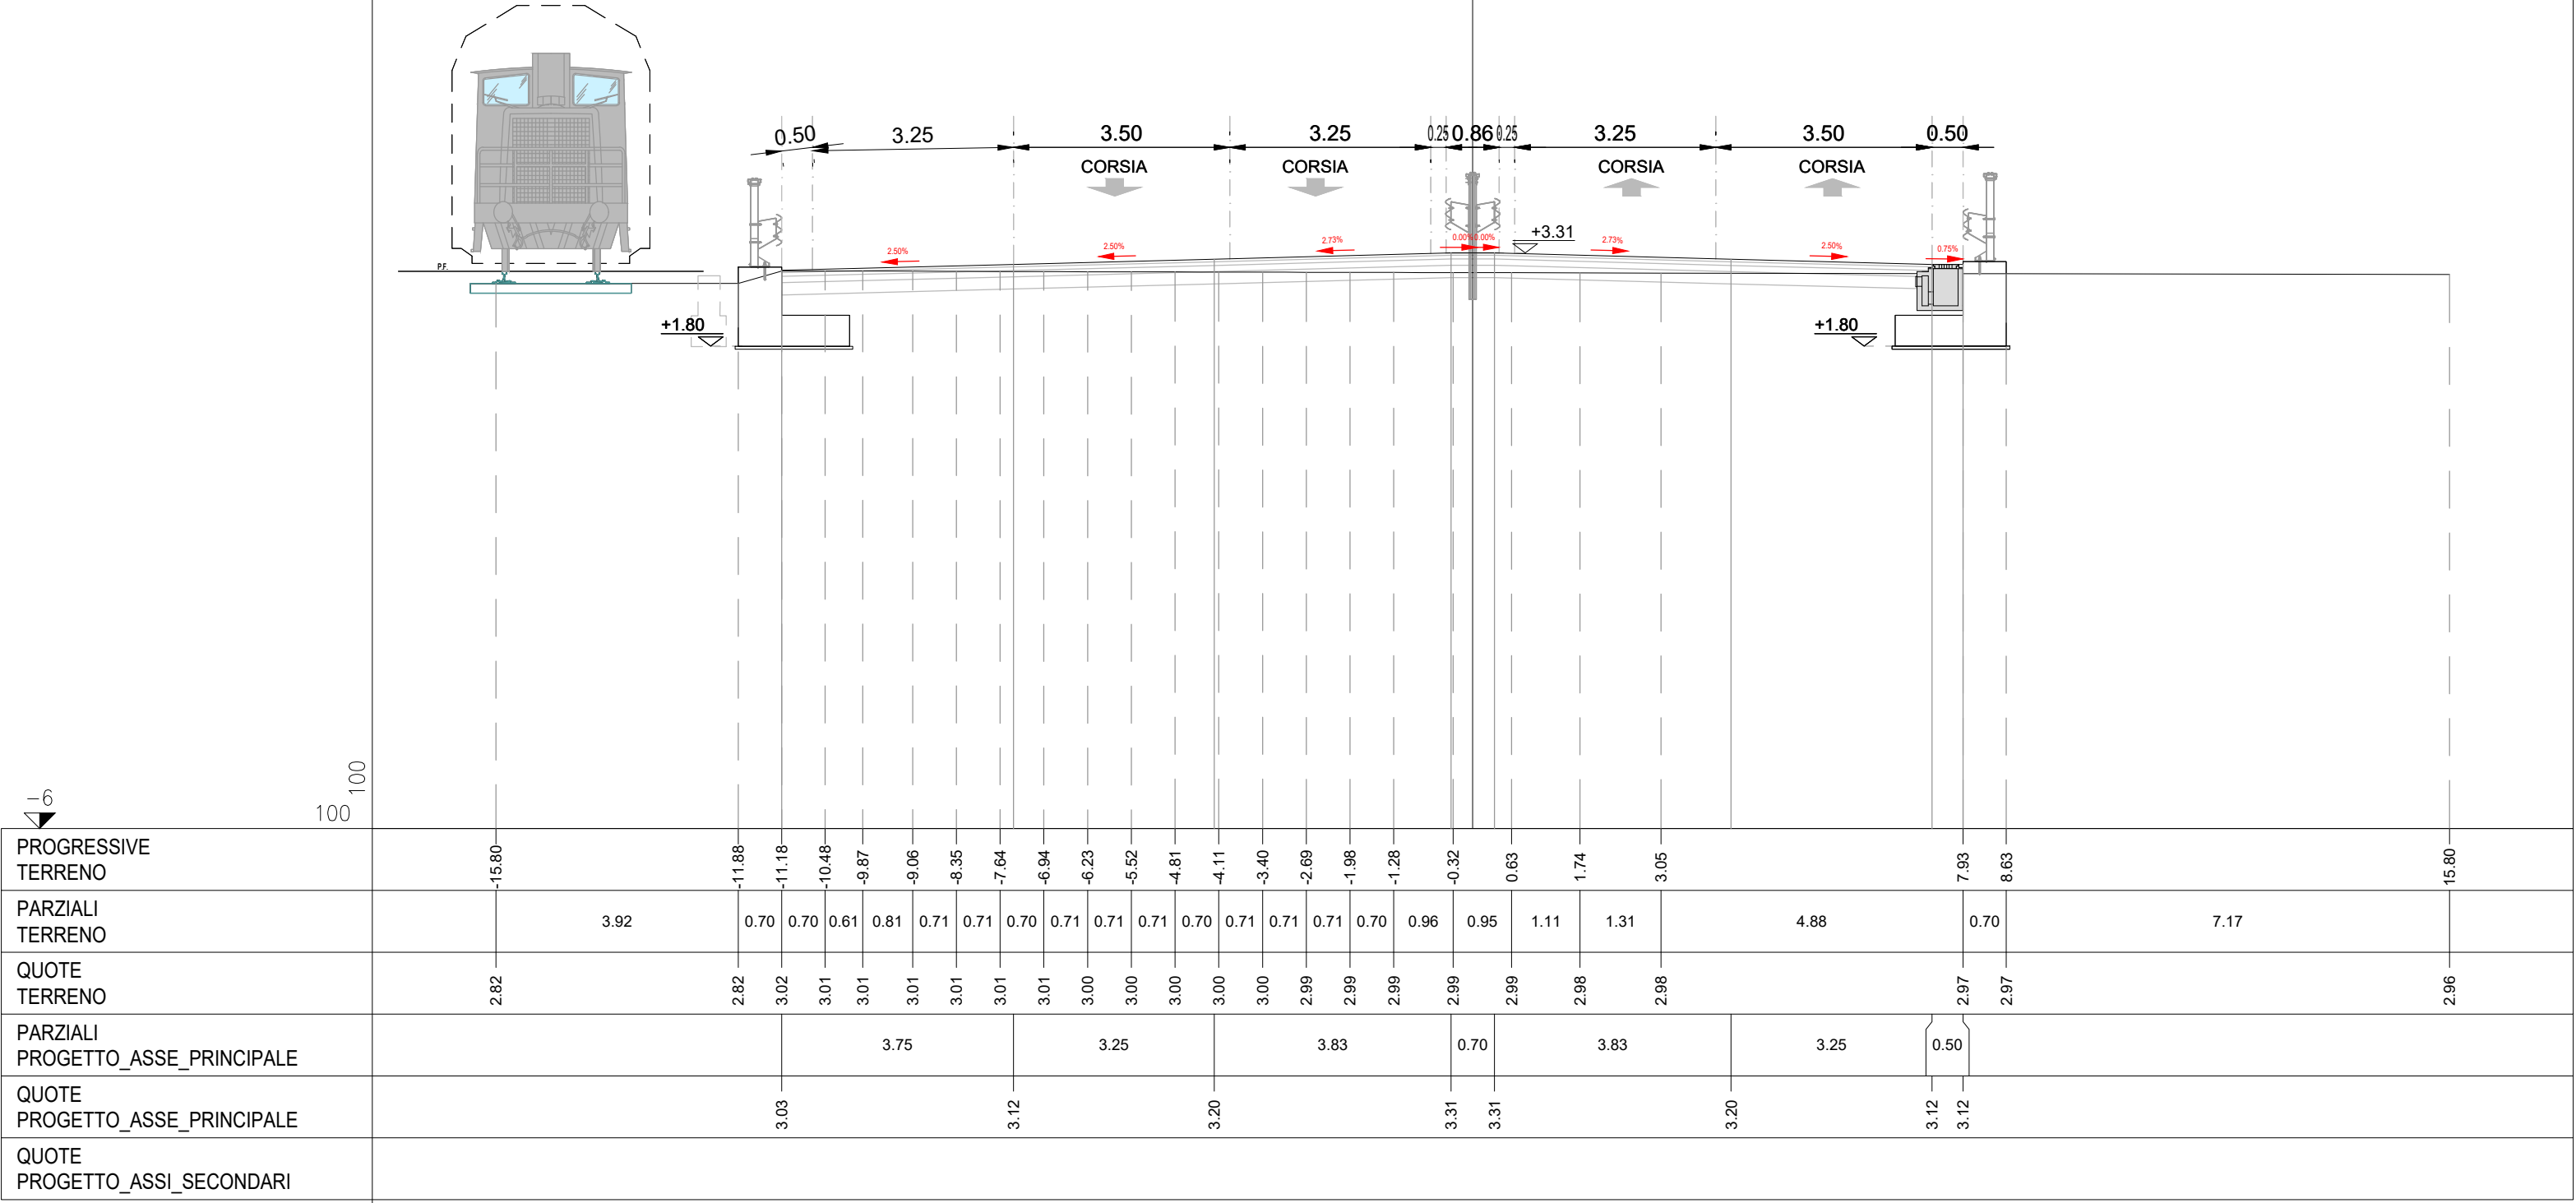 0.50 3.25 3.50 3.25 0.25 0.86 0.25 3.25 3.50 0.50
CORSIA CORSIA CORSIA CORSIA
+3.31
2.50% 2.50% 2.73% 0.00% 0.00% 2.73% 2.50% 0.75%
P.F.
+1.80 +1.80
100
-6
100
PROGRESSIVE
TERRENO
-15.80 -11.88 -11.18 -10.48 -9.87 -9.06 -8.35 -7.64 -6.94 -6.23 -5.52 -4.81 -4.11 -3.40 -2.69 -1.98 -1.28 -0.32 0.63 1.74 3.05 7.93 8.63 15.80
PARZIALI
TERRENO
3.92 0.70 0.70 0.61 0.81 0.71 0.71 0.70 0.71 0.71 0.71 0.70 0.71 0.71 0.71 0.70 0.96 0.95 1.11 1.31 4.88 0.70 7.17
QUOTE
TERRENO
2.82 2.82 3.02 3.01 3.01 3.01 3.01 3.01 3.01 3.00 3.00 3.00 3.00 3.00 2.99 2.99 2.99 2.99 2.99 2.98 2.98 2.97 2.97 2.96
PARZIALI
PROGETTO_ASSE_PRINCIPALE
3.75 3.25 3.83 0.70 3.83 3.25 0.50
QUOTE
PROGETTO_ASSE_PRINCIPALE
3.03 3.12 3.20 3.31 3.31 3.20 3.12 3.12
QUOTE
PROGETTO_ASSI_SECONDARI